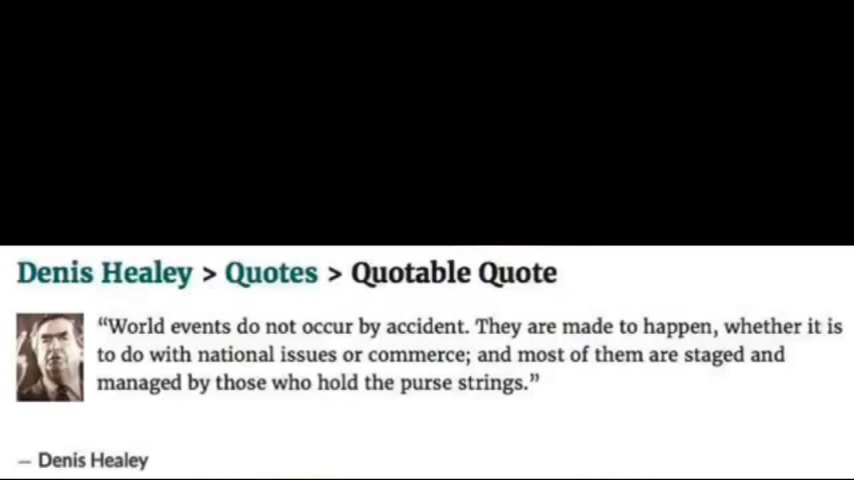 Denis Healey > Quotes > Quotable Quote
“World events do not occur by accident. They are made to happen, whether it is
to do with national issues or commerce; and most of them are staged and
managed by those who hold the purse strings.”
— Denis Healey